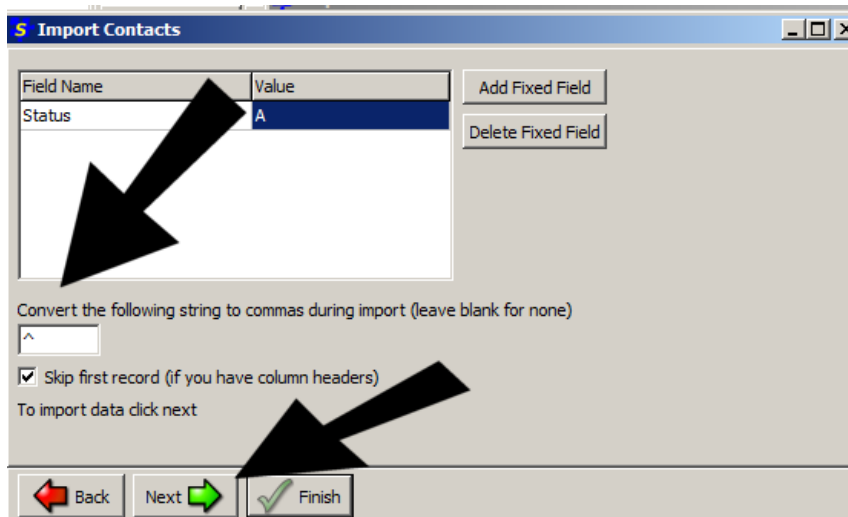 S Import Contacts
Field Name Value
Add Fixed Field
Status A
Delete Fixed Field
Convert the following string to commas during import (leave blank for none)
^
Skip first record (if you have column headers)
To import data click next
Back Next Finish